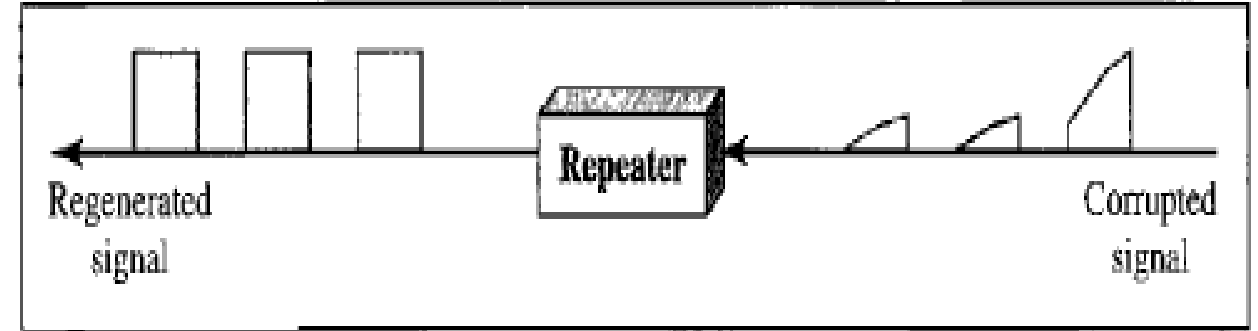 Repeater
Regenerated
signal
Corrupted
signal